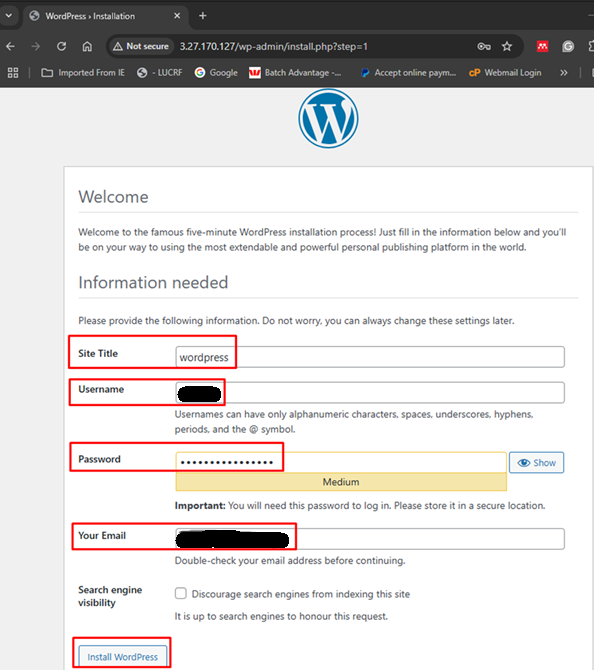 WordPress › Installation
Not secure 3.27.170.127/wp-admin/install.php?step=1
Imported From IE - LUCRF Google Batch Advantage -... Accept online paym... cP Webmail Login »
W
Welcome
Welcome to the famous five-minute WordPress installation process! Just fill in the information below and you'll
be on your way to using the most extendable and powerful personal publishing platform in the world.
Information needed
Please provide the following information. Do not worry, you can always change these settings later.
Site Title wordpress
Username
Usernames can have only alphanumeric characters, spaces, underscores, hyphens,
periods, and the @ symbol.
Password •••••••••••••••• Show
Medium
Important: You will need this password to log in. Please store it in a secure location.
Your Email
Double-check your email address before continuing.
Search engine
visibility
Discourage search engines from indexing this site
It is up to search engines to honour this request.
Install WordPress